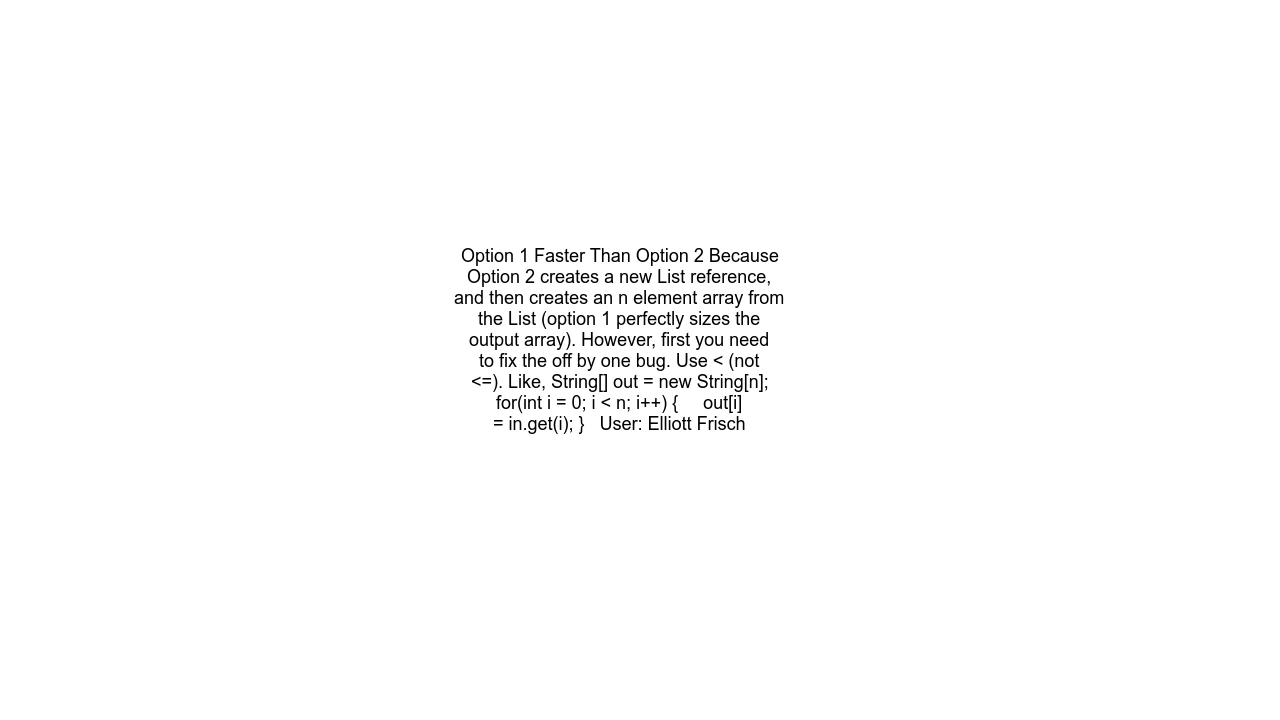 Option 1 Faster Than Option 2 Because
Option 2 creates a new List reference,
and then creates an n element array from
the List (option 1 perfectly sizes the
output array). However, first you need
to fix the off by one bug. Use < (not
<=). Like, String[] out = new String[n];
for(int i = 0; i < n; i++) {     out[i]
= in.get(i); }   User: Elliott Frisch